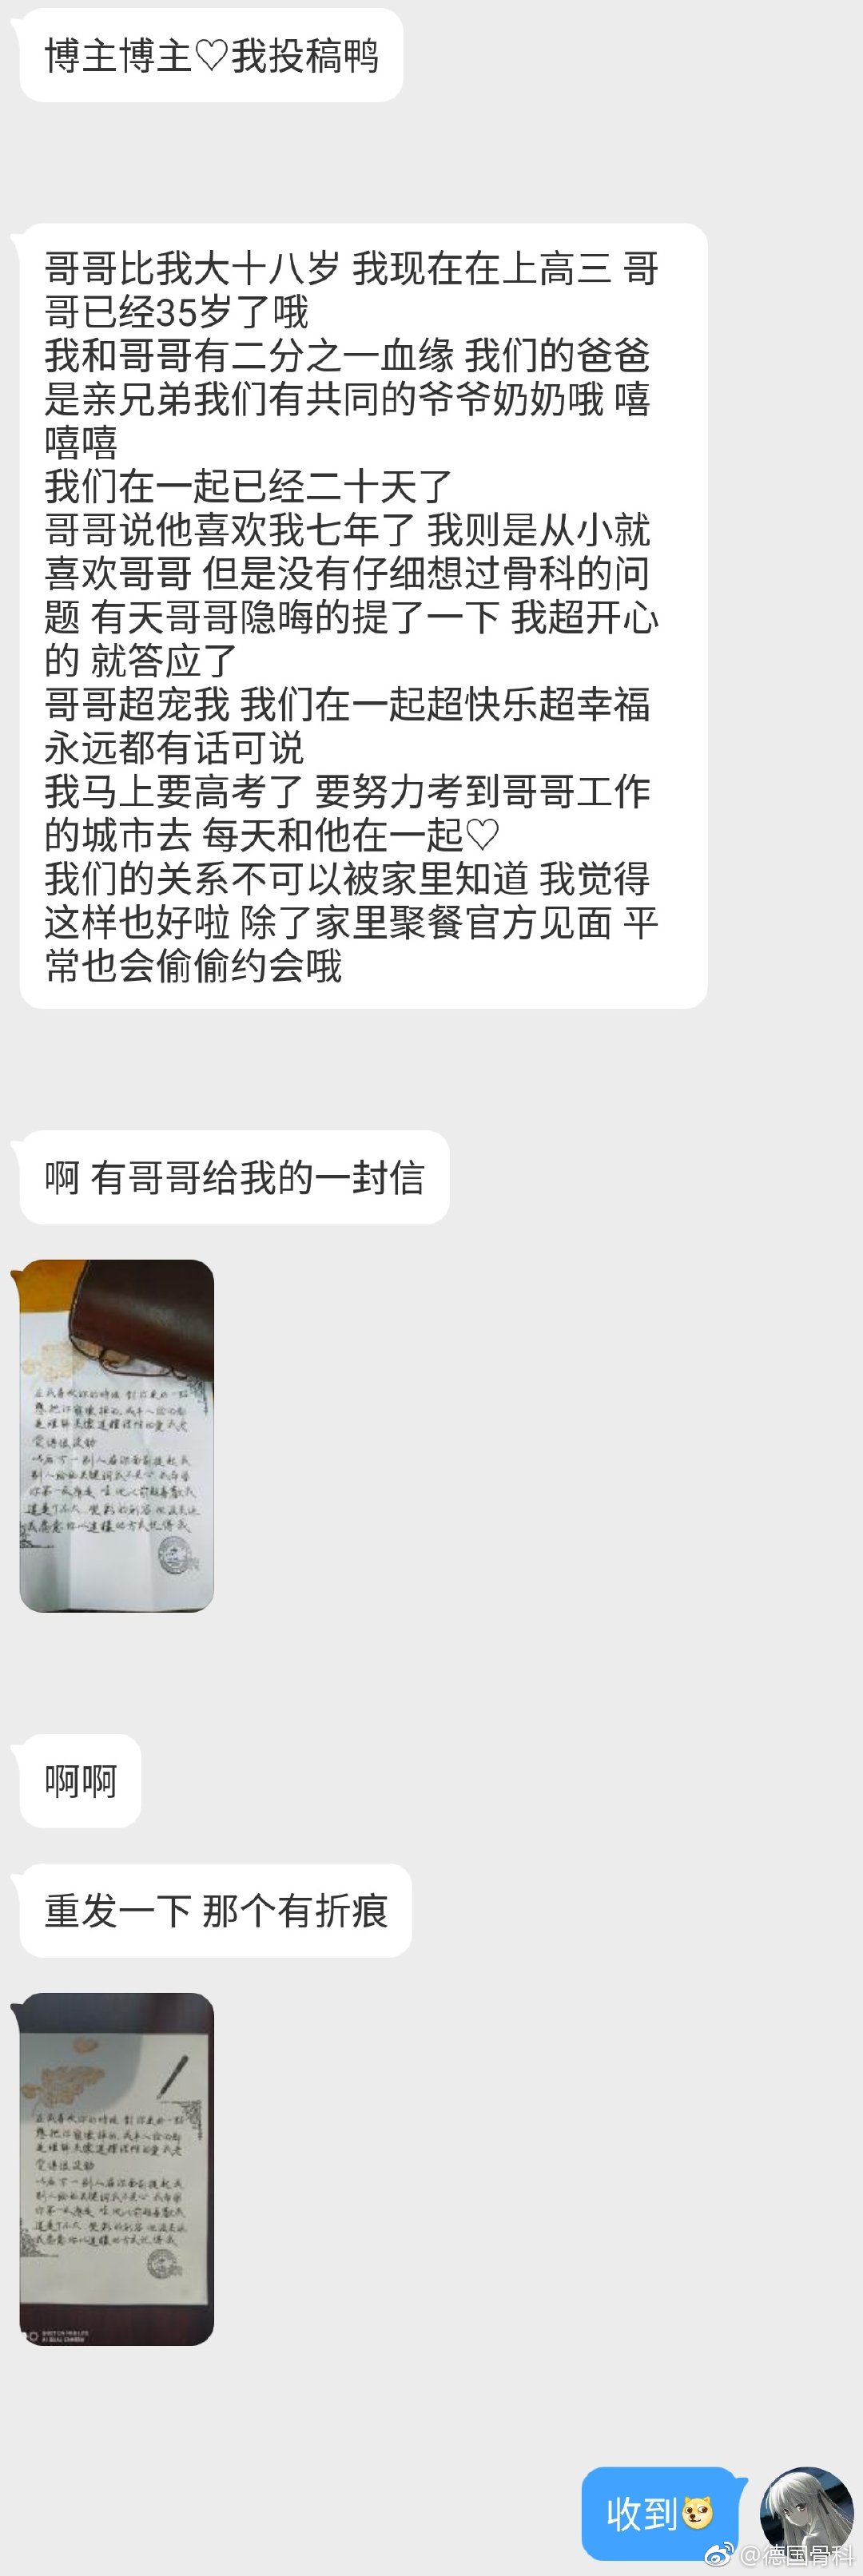 博主博主♡我投稿鸭
哥哥比我大十八岁 我现在在上高三 哥
哥已经35岁了哦
我和哥哥有二分之一血缘 我们的爸爸
是亲兄弟我们有共同的爷爷奶奶哦 嘻
嘻嘻
我们在一起已经二十天了
哥哥说他喜欢我七年了 我则是从小就
喜欢哥哥 但是没有仔细想过骨科的问
题 有天哥哥隐晦的提了一下 我超开心
的 就答应了
哥哥超宠我 我们在一起超快乐超幸福
永远都有话可说
我马上要高考了 要努力考到哥哥工作
的城市去 每天和他在一起♡
我们的关系不可以被家里知道 我觉得
这样也好啦 除了家里聚餐官方见面 平
常也会偷偷约会哦
啊 有哥哥给我的一封信
啊啊
重发一下 那个有折痕
收到
@德国骨科